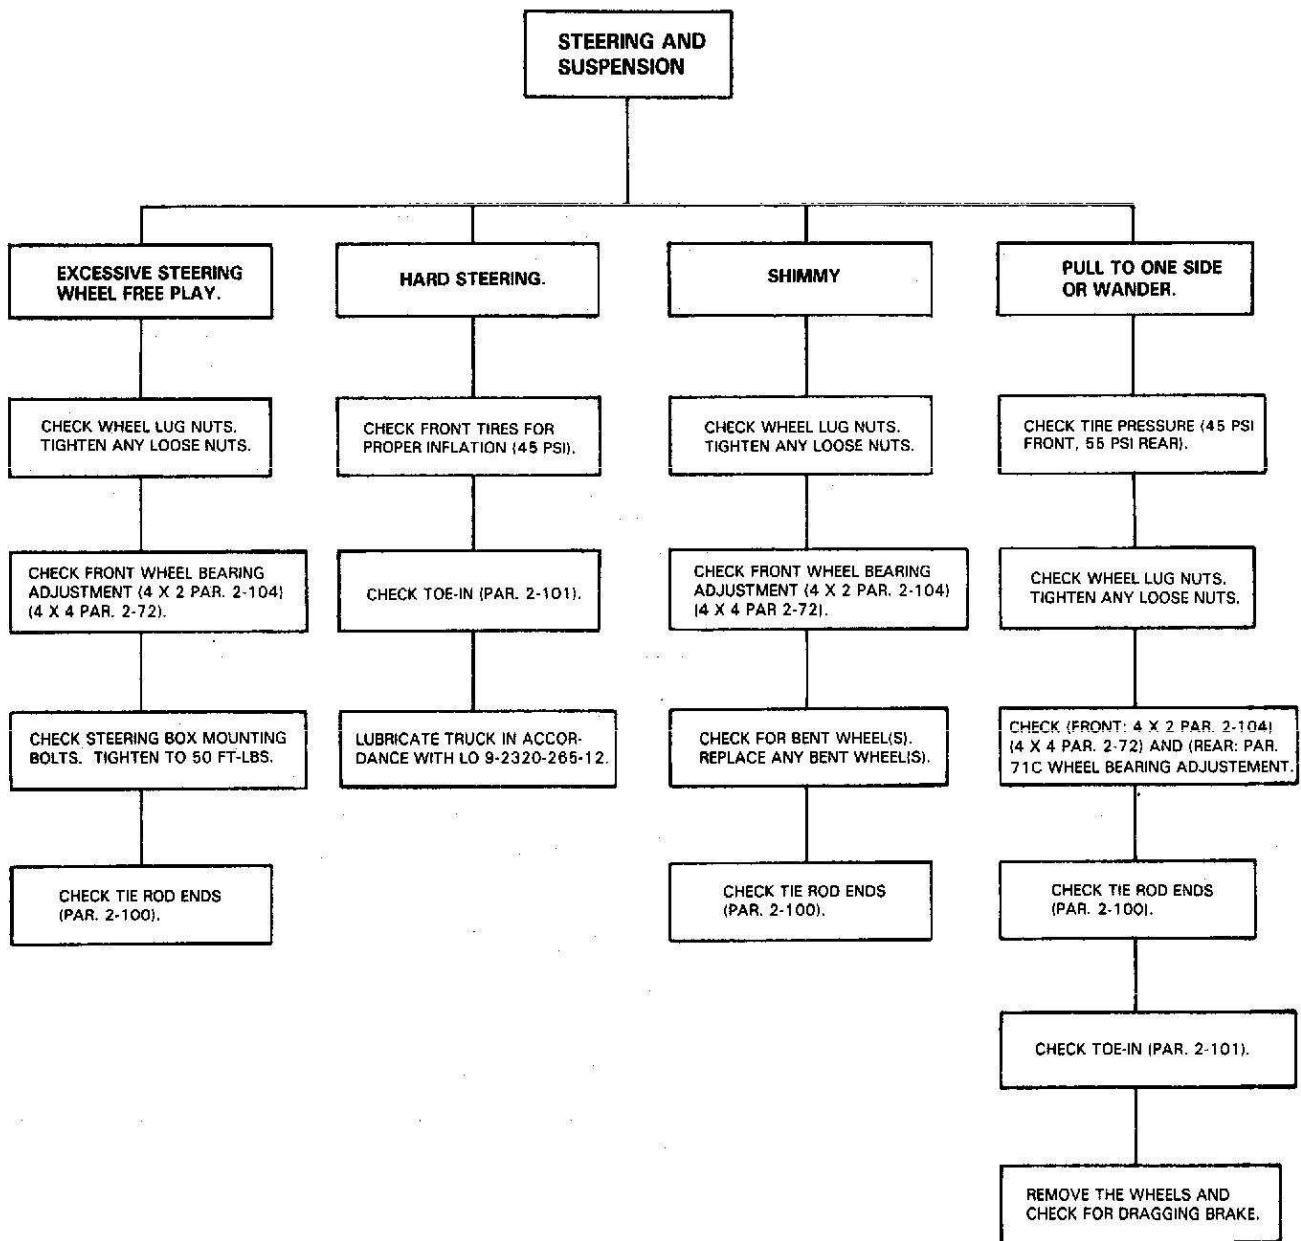 STEERING AND
SUSPENSION
EXCESSIVE STEERING
WHEEL FREE PLAY.
CHECK WHEEL LUG NUTS.
TIGHTEN ANY LOOSE NUTS.
CHECK FRONT WHEEL BEARING
ADJUSTMENT (4 X 2 PAR. 2-104)
(4 X 4 PAR. 2-72).
CHECK STEERING BOX MOUNTING
BOLTS. TIGHTEN TO 50 FT-LBS.
CHECK TIE ROD ENDS
(PAR. 2-100).
HARD STEERING.
CHECK FRONT TIRES FOR
PROPER INFLATION (45 PSI).
CHECK TOE-IN (PAR. 2-101).
LUBRICATE TRUCK IN ACCOR-
DANCE WITH LO 9-2320-265-12.
SHIMMY
CHECK WHEEL LUG NUTS.
TIGHTEN ANY LOOSE NUTS.
CHECK FRONT WHEEL BEARING
ADJUSTMENT (4 X 2 PAR. 2-104)
(4 X 4 PAR 2-72).
CHECK FOR BENT WHEEL(S).
REPLACE ANY BENT WHEEL(S).
CHECK TIE ROD ENDS
(PAR. 2-100).
PULL TO ONE SIDE
OR WANDER.
CHECK TIRE PRESSURE (45 PSI
FRONT, 55 PSI REAR).
CHECK WHEEL LUG NUTS.
TIGHTEN ANY LOOSE NUTS.
CHECK (FRONT: 4 X 2 PAR. 2-104)
(4 X 4 PAR. 2-72) AND (REAR: PAR.
71C WHEEL BEARING ADJUSTEMENT.
CHECK TIE ROD ENDS
(PAR. 2-100).
CHECK TOE-IN (PAR. 2-101).
REMOVE THE WHEELS AND
CHECK FOR DRAGGING BRAKE.